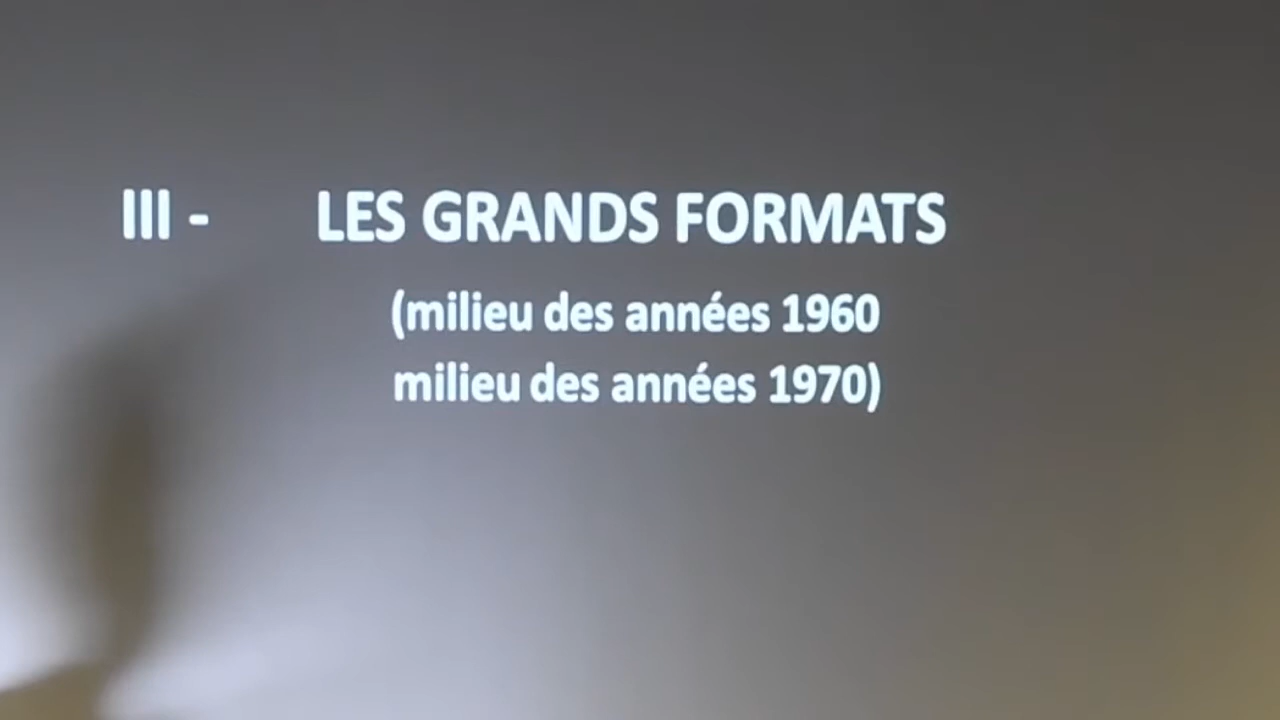 III - LES GRANDS FORMATS
(milieu des années 1960
milieu des années 1970)